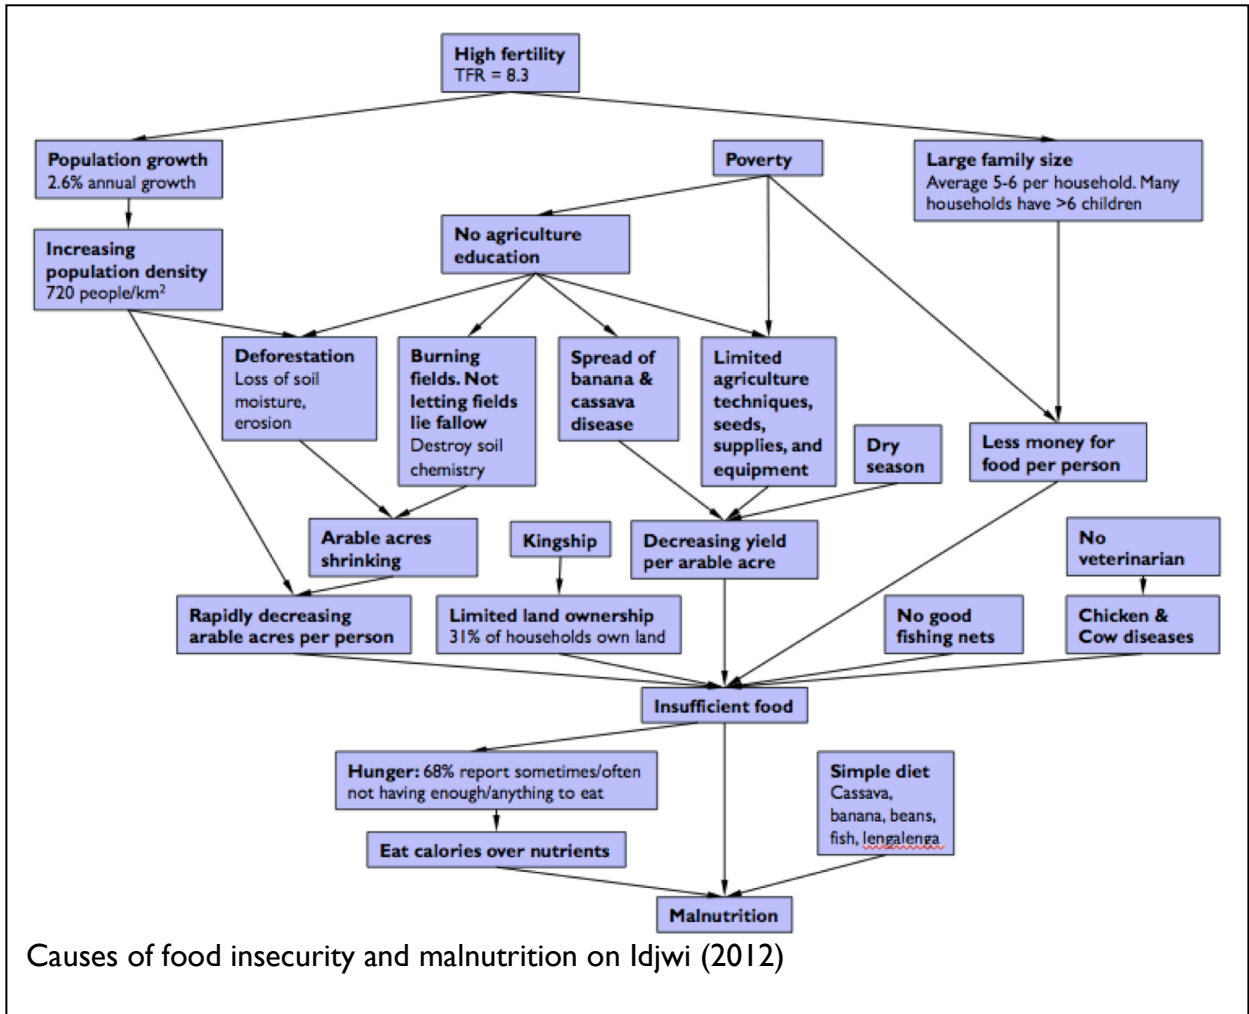 High fertility
TFR = 8.3
Population growth
2.6% annual growth
Poverty
Large family size
Average 5-6 per household. Many
households have >6 children
Increasing
population density
720 people/km²
No agriculture
education
Deforestation
Loss of soil
moisture,
erosion
Burning
fields. Not
letting fields
lie fallow
Destroy soil
chemistry
Spread of
banana &
cassava
disease
Limited
agriculture
techniques,
seeds,
supplies, and
equipment
Dry
season
Less money for
food per person
Arable acres
shrinking
Kingship
Decreasing yield
per arable acre
No
veterinarian
Rapidly decreasing
arable acres per person
Limited land ownership
31% of households own land
No good
fishing nets
Chicken &
Cow diseases
Insufficient food
Hunger: 68% report sometimes/often
not having enough/anything to eat
Simple diet
Cassava,
banana, beans,
fish, lengalenga
Eat calories over nutrients
Malnutrition
Causes of food insecurity and malnutrition on Idjwi (2012)